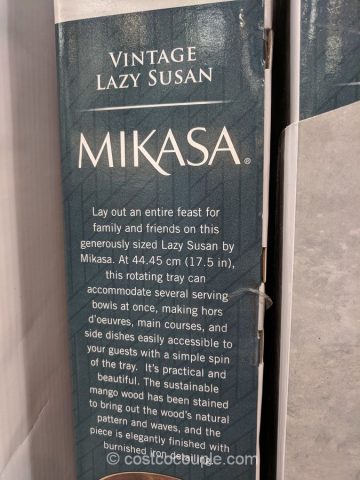 VINTAGE
LAZY SUSAN
MIKASA®
Lay out an entire feast for
family and friends on this
generously sized Lazy Susan by
Mikasa. At 44.45 cm (17.5 in),
this rotating tray can
accommodate several serving
bowls at once, making hors
d'oeuvres, main courses, and
side dishes easily accessible to
your guests with a simple spin
of the tray. It's practical and
beautiful. The sustainable
mango wood has been stained
to bring out the wood's natural
pattern and waves, and the
piece is elegantly finished with
burnished iron detailing.
© costcocouple.com